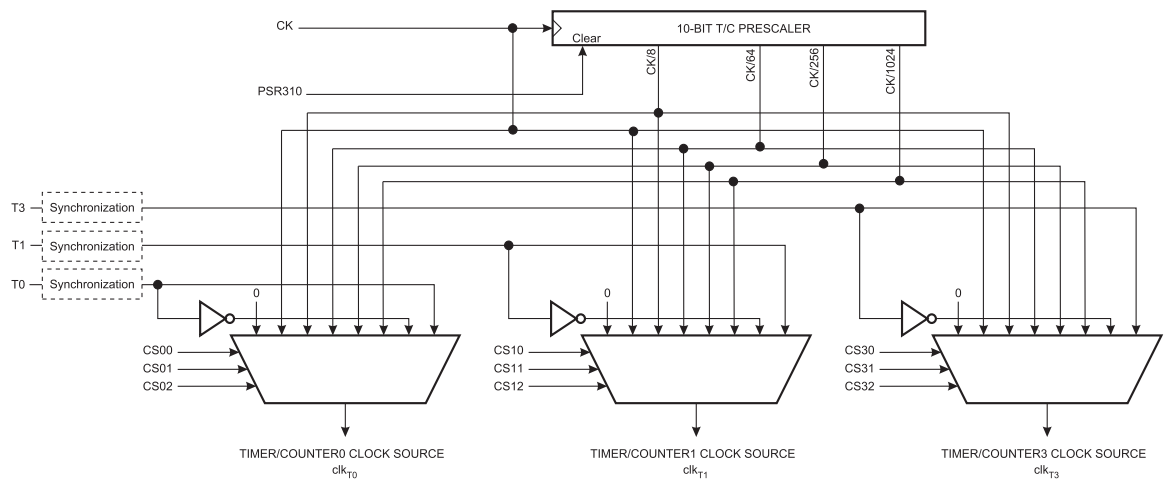 CK
10-BIT T/C PRESCALER
Clear
CK/8
CK/64
CK/256
CK/1024
PSR310
T3
Synchronization
T1
Synchronization
T0
Synchronization
0
0
0
CS00
CS01
CS02
CS10
CS11
CS12
CS30
CS31
CS32
TIMER/COUNTER0 CLOCK SOURCE
clkT0
TIMER/COUNTER1 CLOCK SOURCE
clkT1
TIMER/COUNTER3 CLOCK SOURCE
clkT3